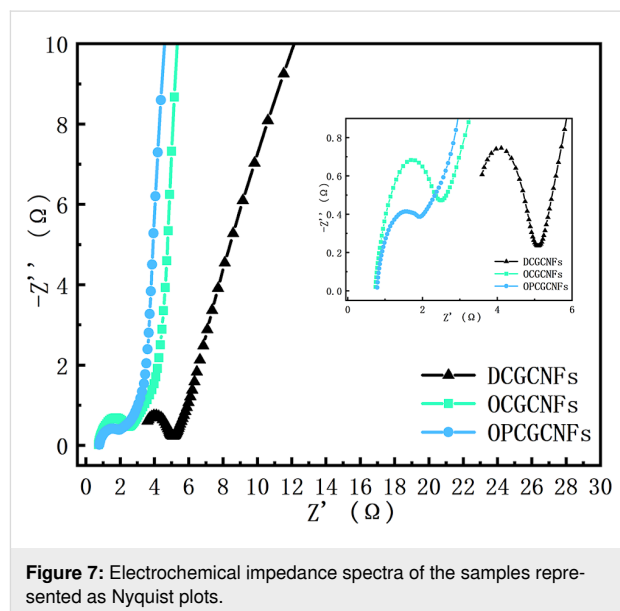 10
8
6
4
2
0
-Z'' (Ω)
0 2 4 6 8 10 12 14 16 18 20 22 24 26 28 30
Z' (Ω)
DCGCNFs
OCGCNFs
OPCGCNFs
0.8
0.6
0.4
0.2
0.0
-Z'' (Ω)
0 2 4 6
Z' (Ω)
DCGCNFs
OCGCNFs
OPCGCNFs
Figure 7: Electrochemical impedance spectra of the samples repre-
sented as Nyquist plots.